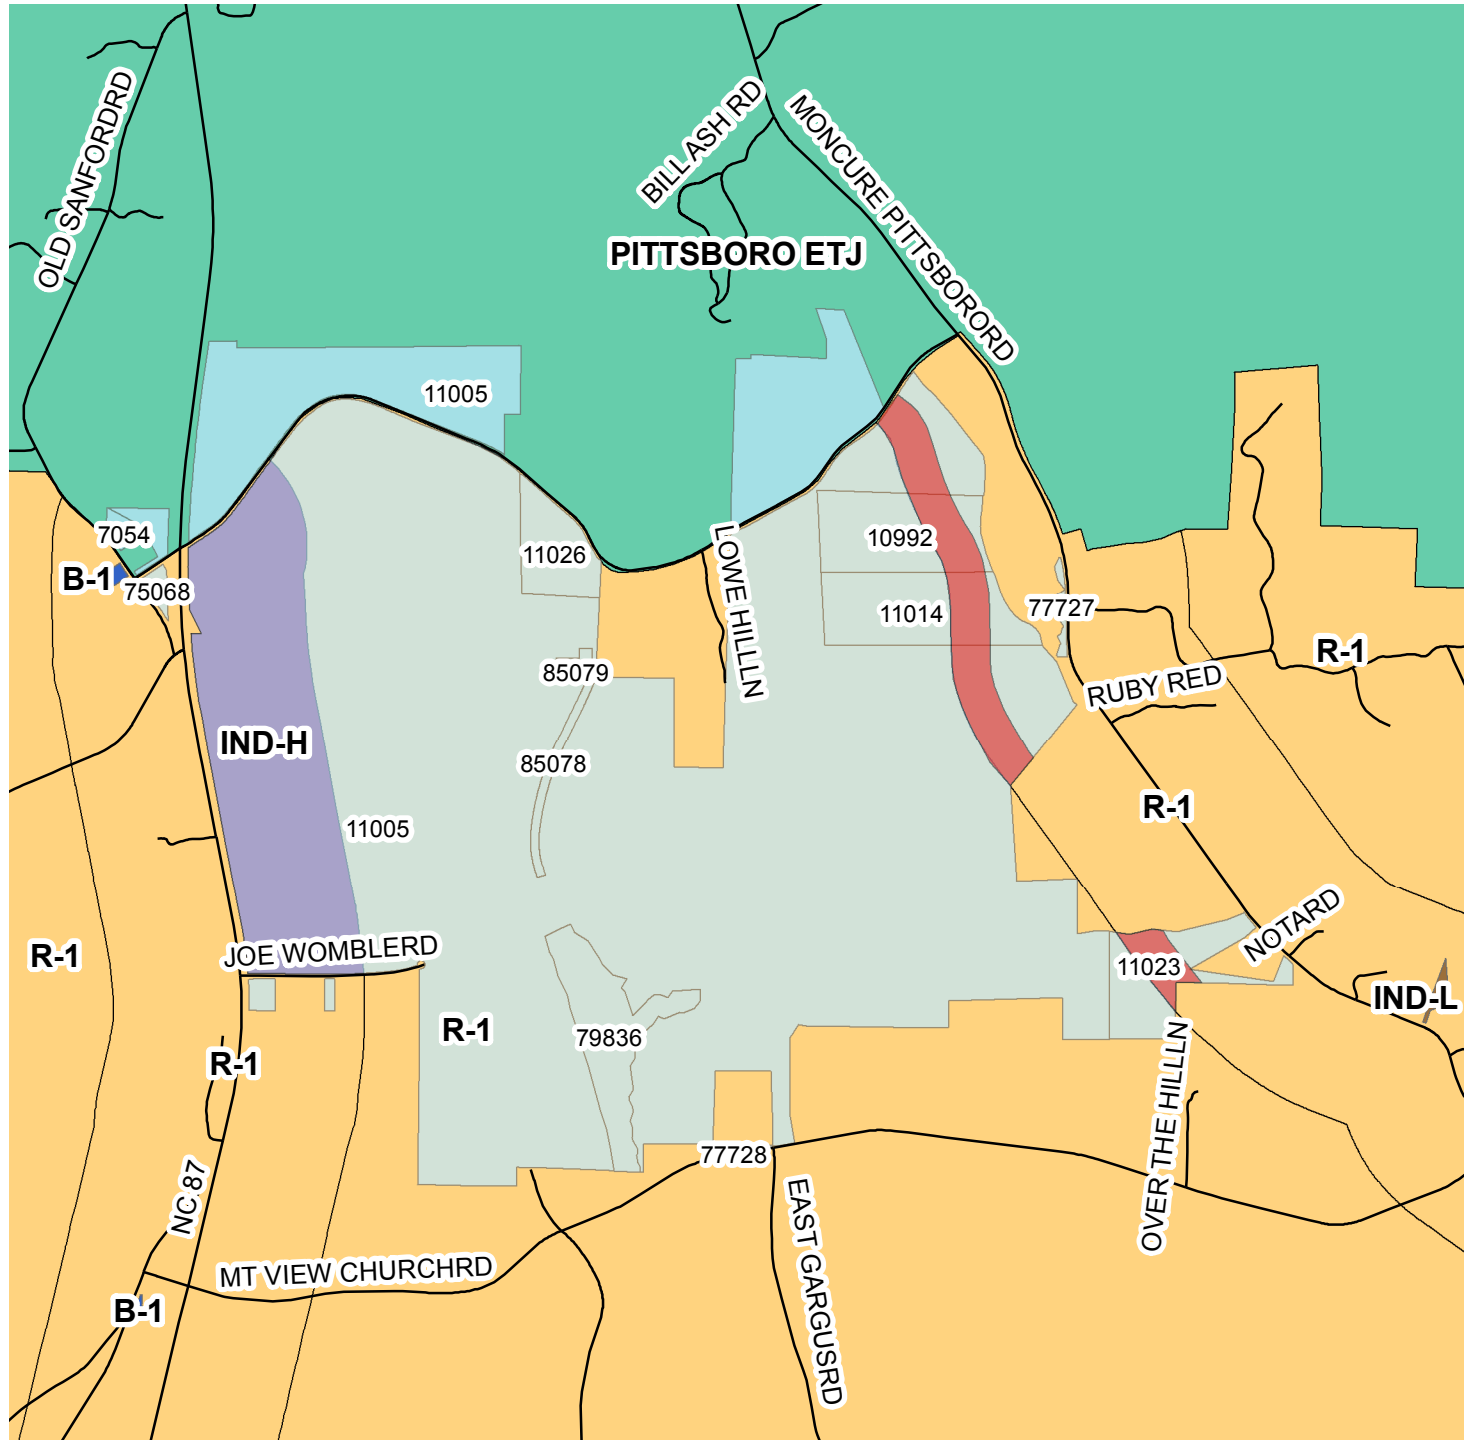 OLD SANFORDRD
BILL ASH RD
MONCURE PITTSBORORD
PITTSBORO ETJ
11005
7054
B-1
75068
11026
LOWE HILLLN
10992
11014
77727
R-1
RUBY RED
85079
85078
IND-H
11005
R-1
JOE WOMBLERD
R-1
R-1
R-1
79836
NOTARD
11023
IND-L
OVER THE HILLLN
77728
NC 87
EAST GARGUSRD
MT VIEW CHURCHRD
B-1